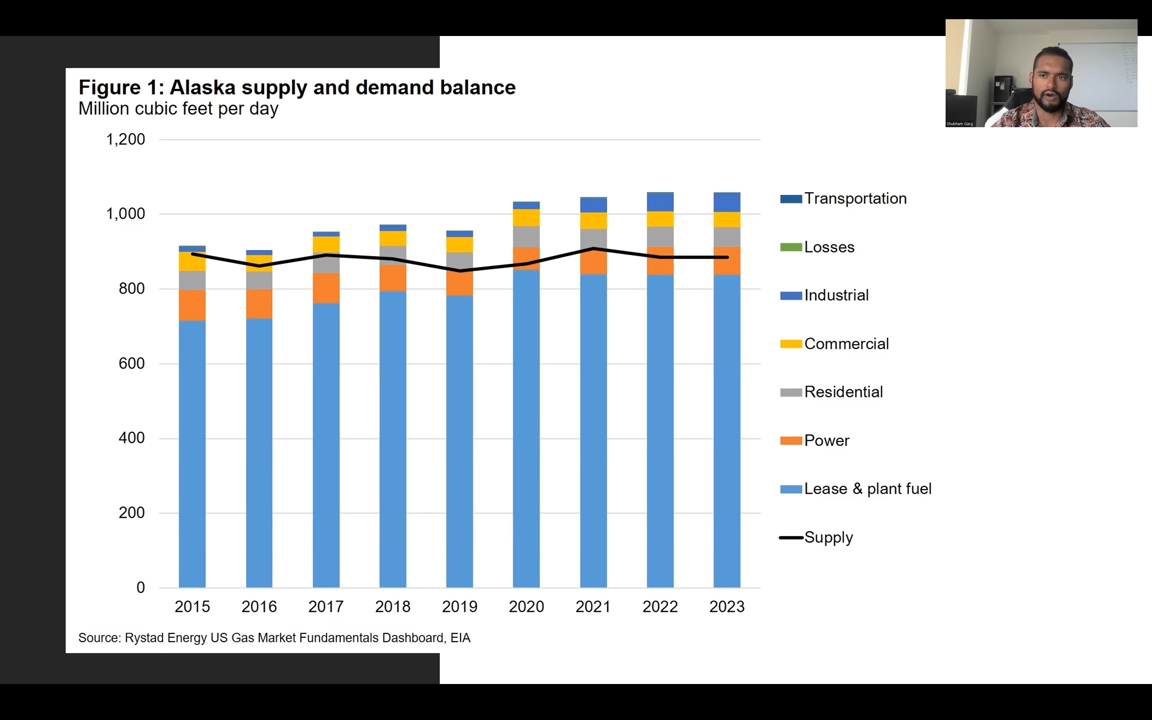 Figure 1: Alaska supply and demand balance
Million cubic feet per day
1,200
1,000
800
600
400
200
0
2015 2016 2017 2018 2019 2020 2021 2022 2023
Transportation
Losses
Industrial
Commercial
Residential
Power
Lease & plant fuel
Supply
Source: Rystad Energy US Gas Market Fundamentals Dashboard, EIA
Shubham Garg